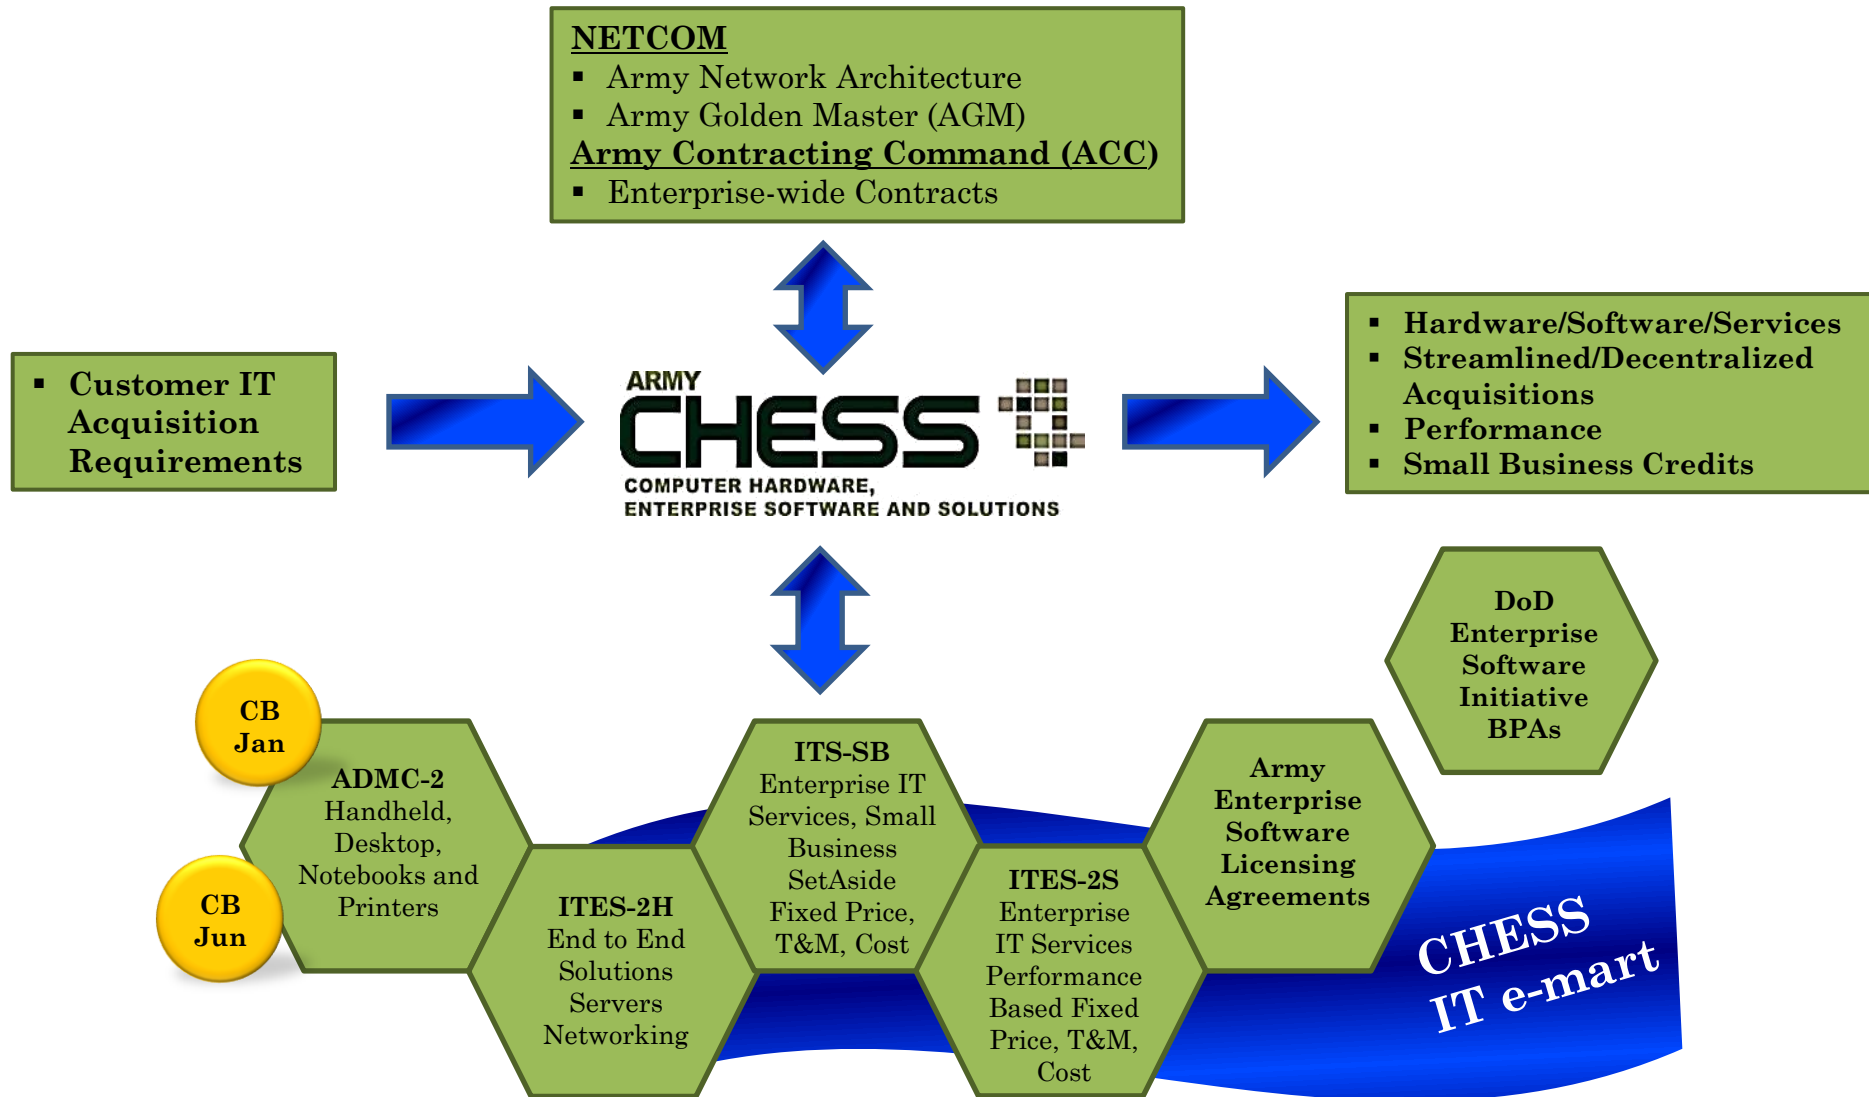 NETCOM
▪ Army Network Architecture
▪ Army Golden Master (AGM)
Army Contracting Command (ACC)
▪ Enterprise-wide Contracts
▪ Customer IT
Acquisition
Requirements
ARMY
CHESS
COMPUTER HARDWARE,
ENTERPRISE SOFTWARE AND SOLUTIONS
▪ Hardware/Software/Services
▪ Streamlined/Decentralized
Acquisitions
▪ Performance
▪ Small Business Credits
DoD
Enterprise
Software
Initiative
BPAs
CB
Jan
CB
Jun
ADMC-2
Handheld,
Desktop,
Notebooks and
Printers
ITES-2H
End to End
Solutions
Servers
Networking
ITS-SB
Enterprise IT
Services, Small
Business
SetAside
Fixed Price,
T&M, Cost
ITES-2S
Enterprise
IT Services
Performance
Based Fixed
Price, T&M,
Cost
Army
Enterprise
Software
Licensing
Agreements
CHESS
IT e-mart